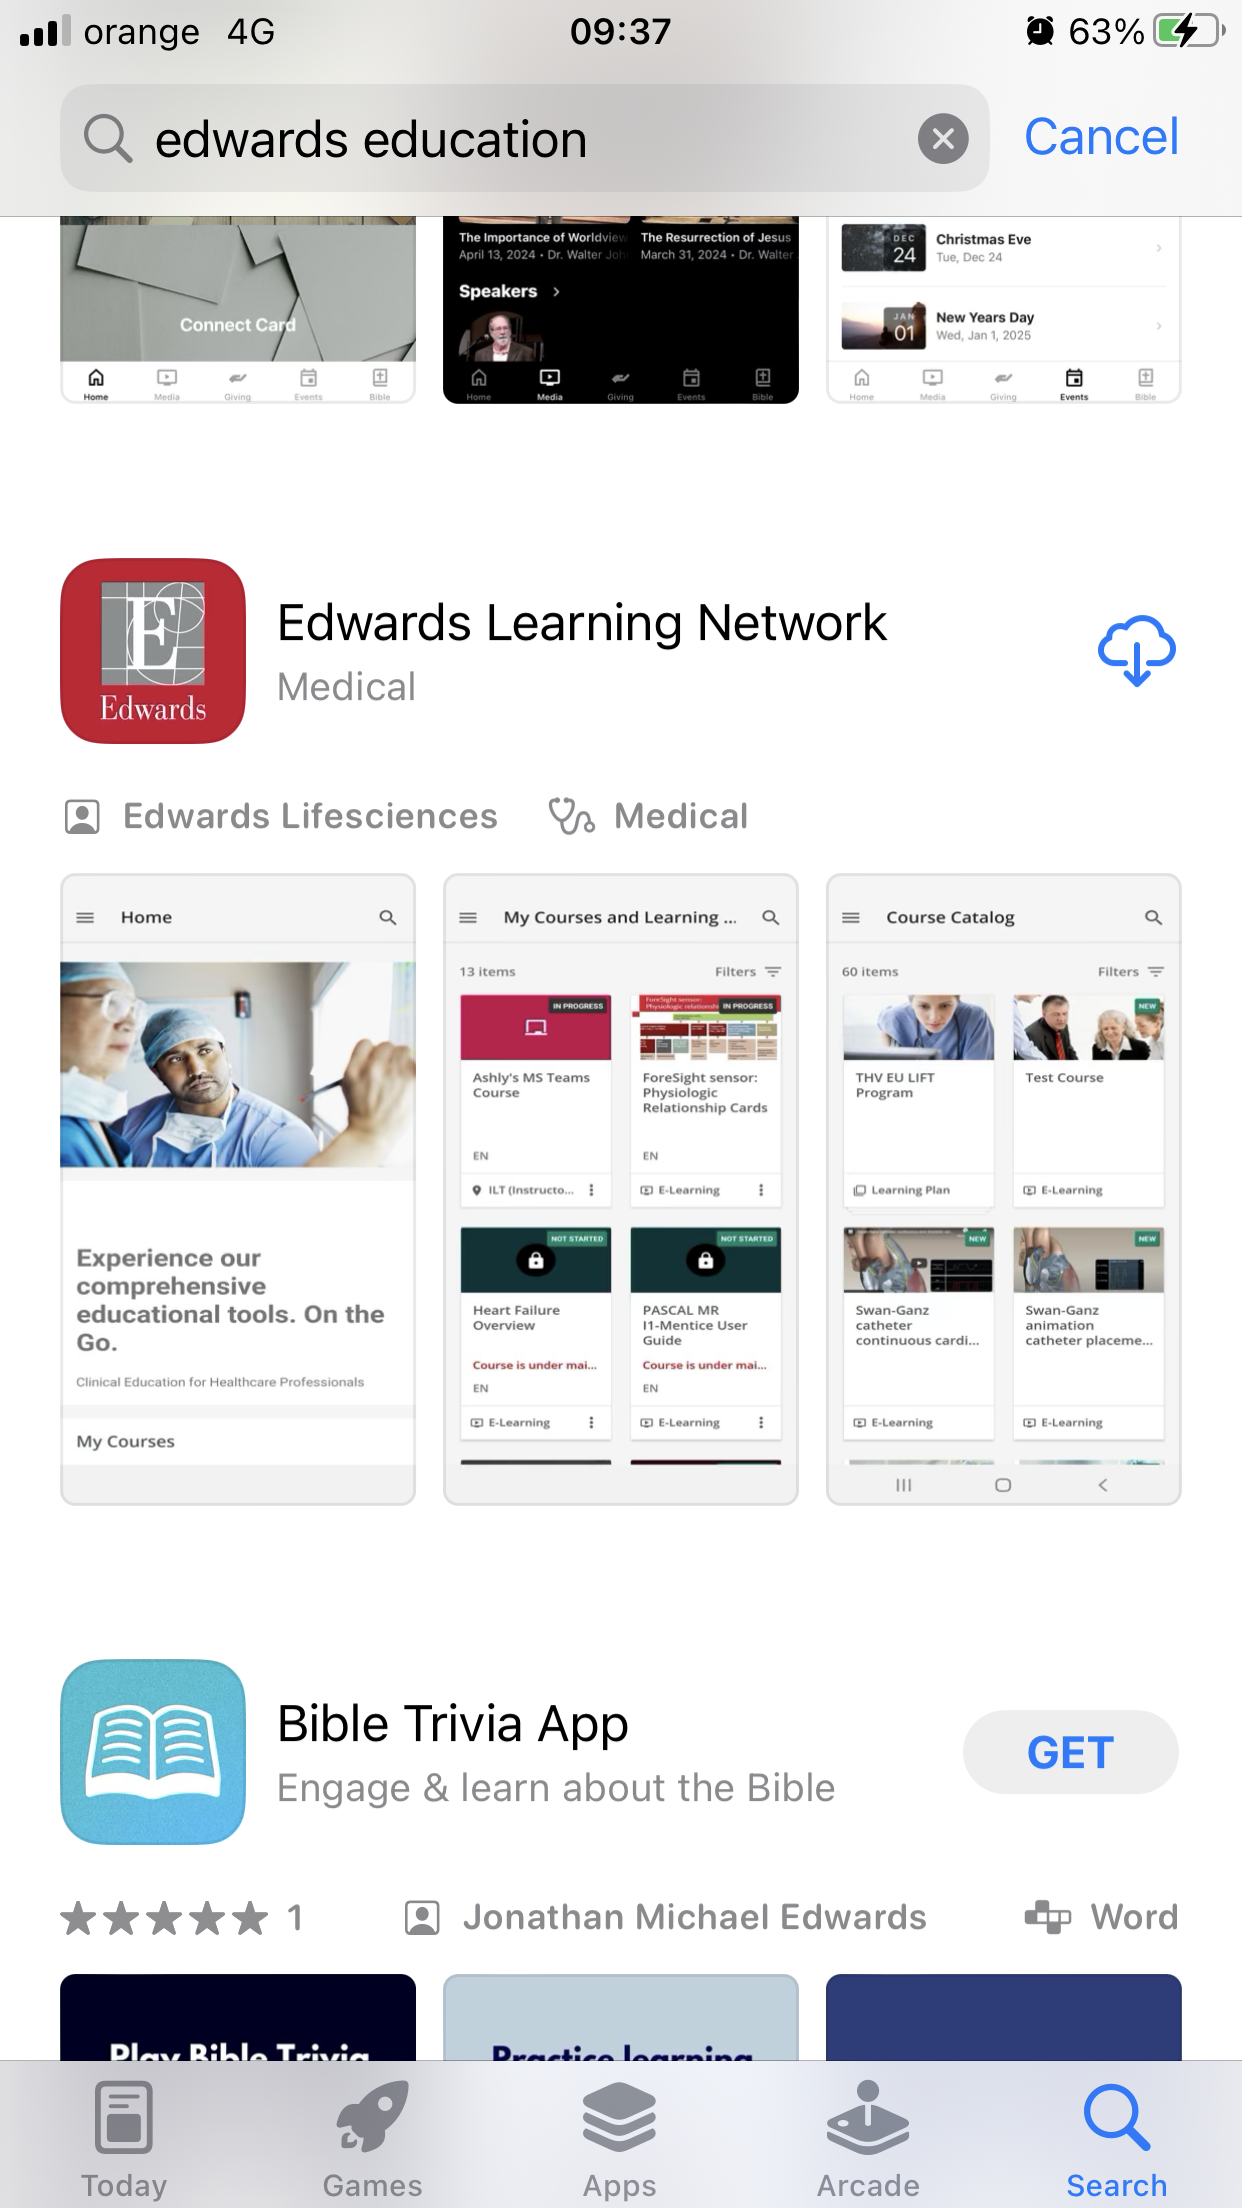 orange 4G 09:37 63%
edwards education
Cancel
Connect Card
Home Media Giving Events Bible
The Importance of Worldview
April 13, 2024 • Dr. Walter Joh
The Resurrection of Jesus
March 31, 2024 • Dr. Walter
Speakers >
Home Media Giving Events Bible
DEC
24
Christmas Eve
Tue, Dec 24
JAN
01
New Years Day
Wed, Jan 1, 2025
Home Media Giving Events Bible
E
Edwards
Edwards Learning Network
Medical
Edwards Lifesciences Medical
Home
Experience our
comprehensive
educational tools. On the
Go.
Clinical Education for Healthcare Professionals
My Courses
My Courses and Learning ...
13 items Filters
IN PROGRESS
Ashly's MS Teams
Course
EN
ILT (Instructo...
ForeSight sensor:
IN PROGRESS
ForeSight sensor:
Physiologic
Relationship Cards
EN
E-Learning
NOT STARTED
Heart Failure
Overview
Course is under mai...
EN
E-Learning
NOT STARTED
PASCAL MR
I1-Mentice User
Guide
Course is under mai...
EN
E-Learning
Course Catalog
60 items Filters
THV EU LIFT
Program
Learning Plan
NEW
Test Course
E-Learning
NEW
Swan-Ganz
catheter
continuous cardi...
E-Learning
NEW
Swan-Ganz
animation
catheter placeme...
E-Learning
Bible Trivia App
Engage & learn about the Bible
GET
1 Jonathan Michael Edwards Word
Play Bible Trivia
Practice learning
Today Games Apps Arcade Search